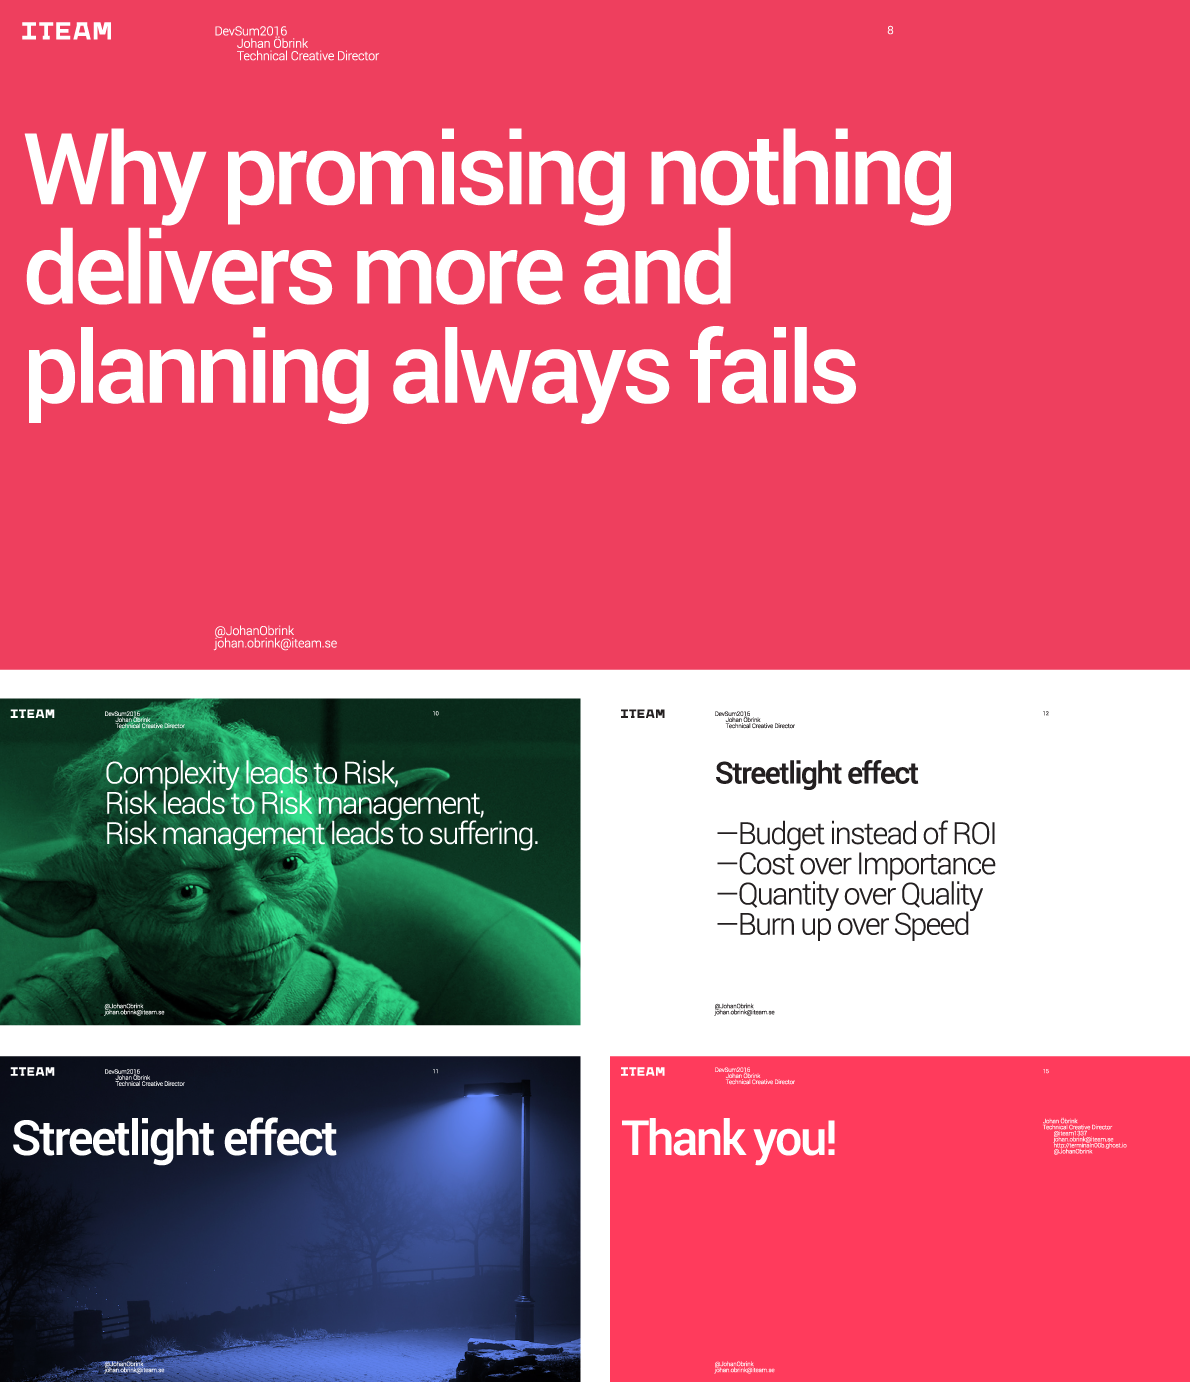 ITEAM
DevSum2016
Johan Öbrink
Technical Creative Director
8
Why promising nothing
delivers more and
planning always fails
@JohanObrink
johan.obrink@iteam.se
ITEAM
DevSum2016
Johan Öbrink
Technical Creative Director
10
Complexity leads to Risk,
Risk leads to Risk management,
Risk management leads to suffering.
@JohanObrink
johan.obrink@iteam.se
ITEAM
DevSum2016
Johan Öbrink
Technical Creative Director
12
Streetlight effect
—Budget instead of ROI
—Cost over Importance
—Quantity over Quality
—Burn up over Speed
@JohanObrink
johan.obrink@iteam.se
ITEAM
DevSum2016
Johan Öbrink
Technical Creative Director
11
Streetlight effect
@JohanObrink
johan.obrink@iteam.se
ITEAM
DevSum2016
Johan Öbrink
Technical Creative Director
15
Thank you!
Johan Öbrink
Technical Creative Director
@iteam1337
johan.obrink@iteam.se
@JohanObrink
@JohanObrink
johan.obrink@iteam.se